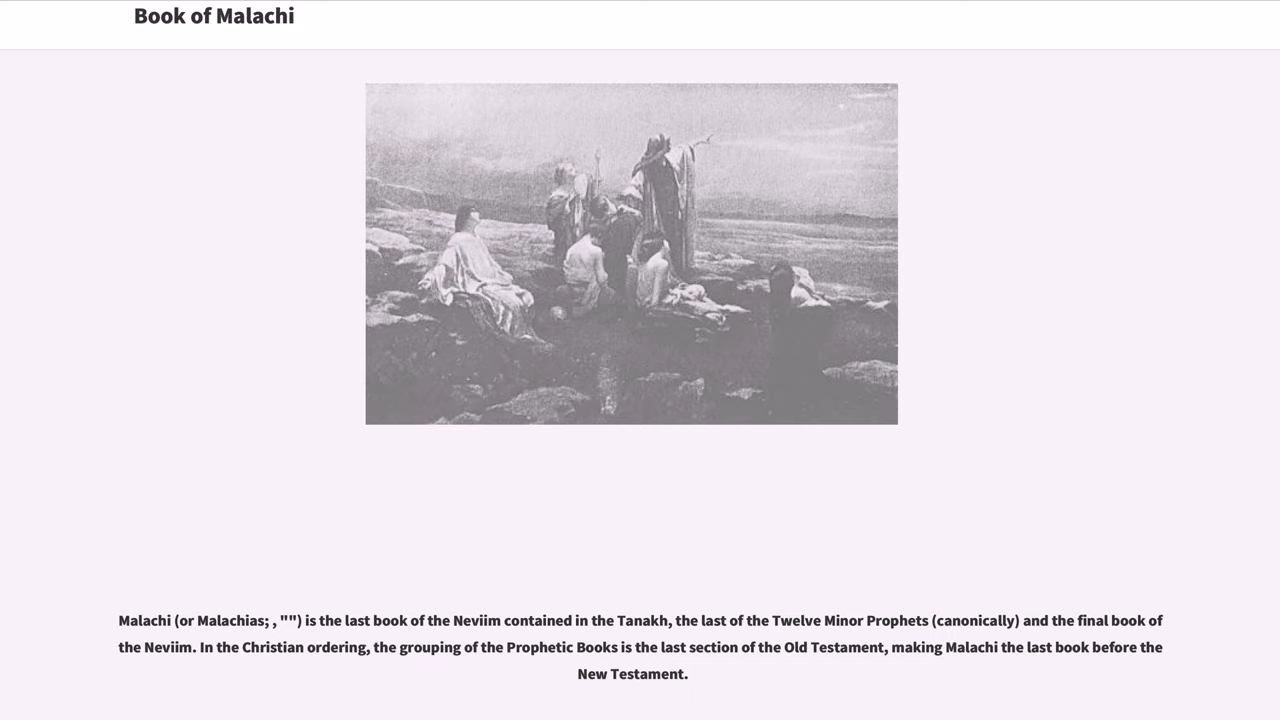 Book of Malachi
Malachi (or Malachias; , "") is the last book of the Neviim contained in the Tanakh, the last of the Twelve Minor Prophets (canonically) and the final book of
the Neviim. In the Christian ordering, the grouping of the Prophetic Books is the last section of the Old Testament, making Malachi the last book before the
New Testament.